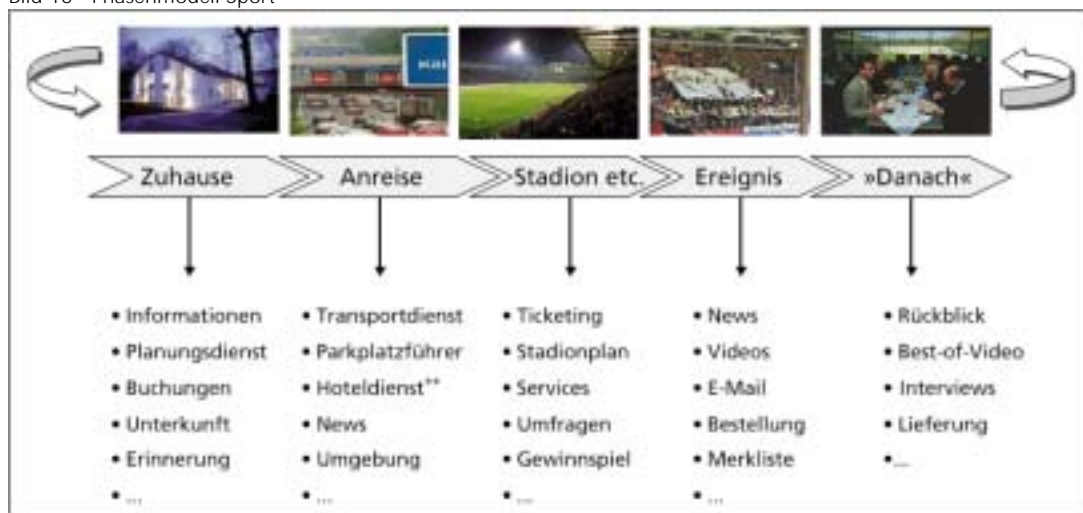 Bild 18 Phasenmodell Sport
Zuhause
Anreise
Stadion etc.
Ereignis
»Danach«
• Informationen
• Planungsdienst
• Buchungen
• Unterkunft
• Erinnerung
• ...
• Transportdienst
• Parkplatzführer
• Hoteldienst++
• News
• Umgebung
• ...
• Ticketing
• Stadionplan
• Services
• Umfragen
• Gewinnspiel
• ...
• News
• Videos
• E-Mail
• Bestellung
• Merkliste
• ...
• Rückblick
• Best-of-Video
• Interviews
• Lieferung
•...